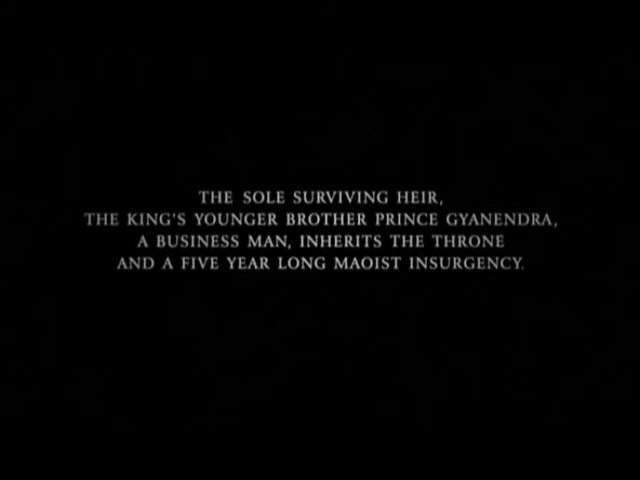 THE SOLE SURVIVING HEIR,
THE KING'S YOUNGER BROTHER PRINCE GYANENDRA,
A BUSINESS MAN, INHERITS THE THRONE
AND A FIVE YEAR LONG MAOIST INSURGENCY.